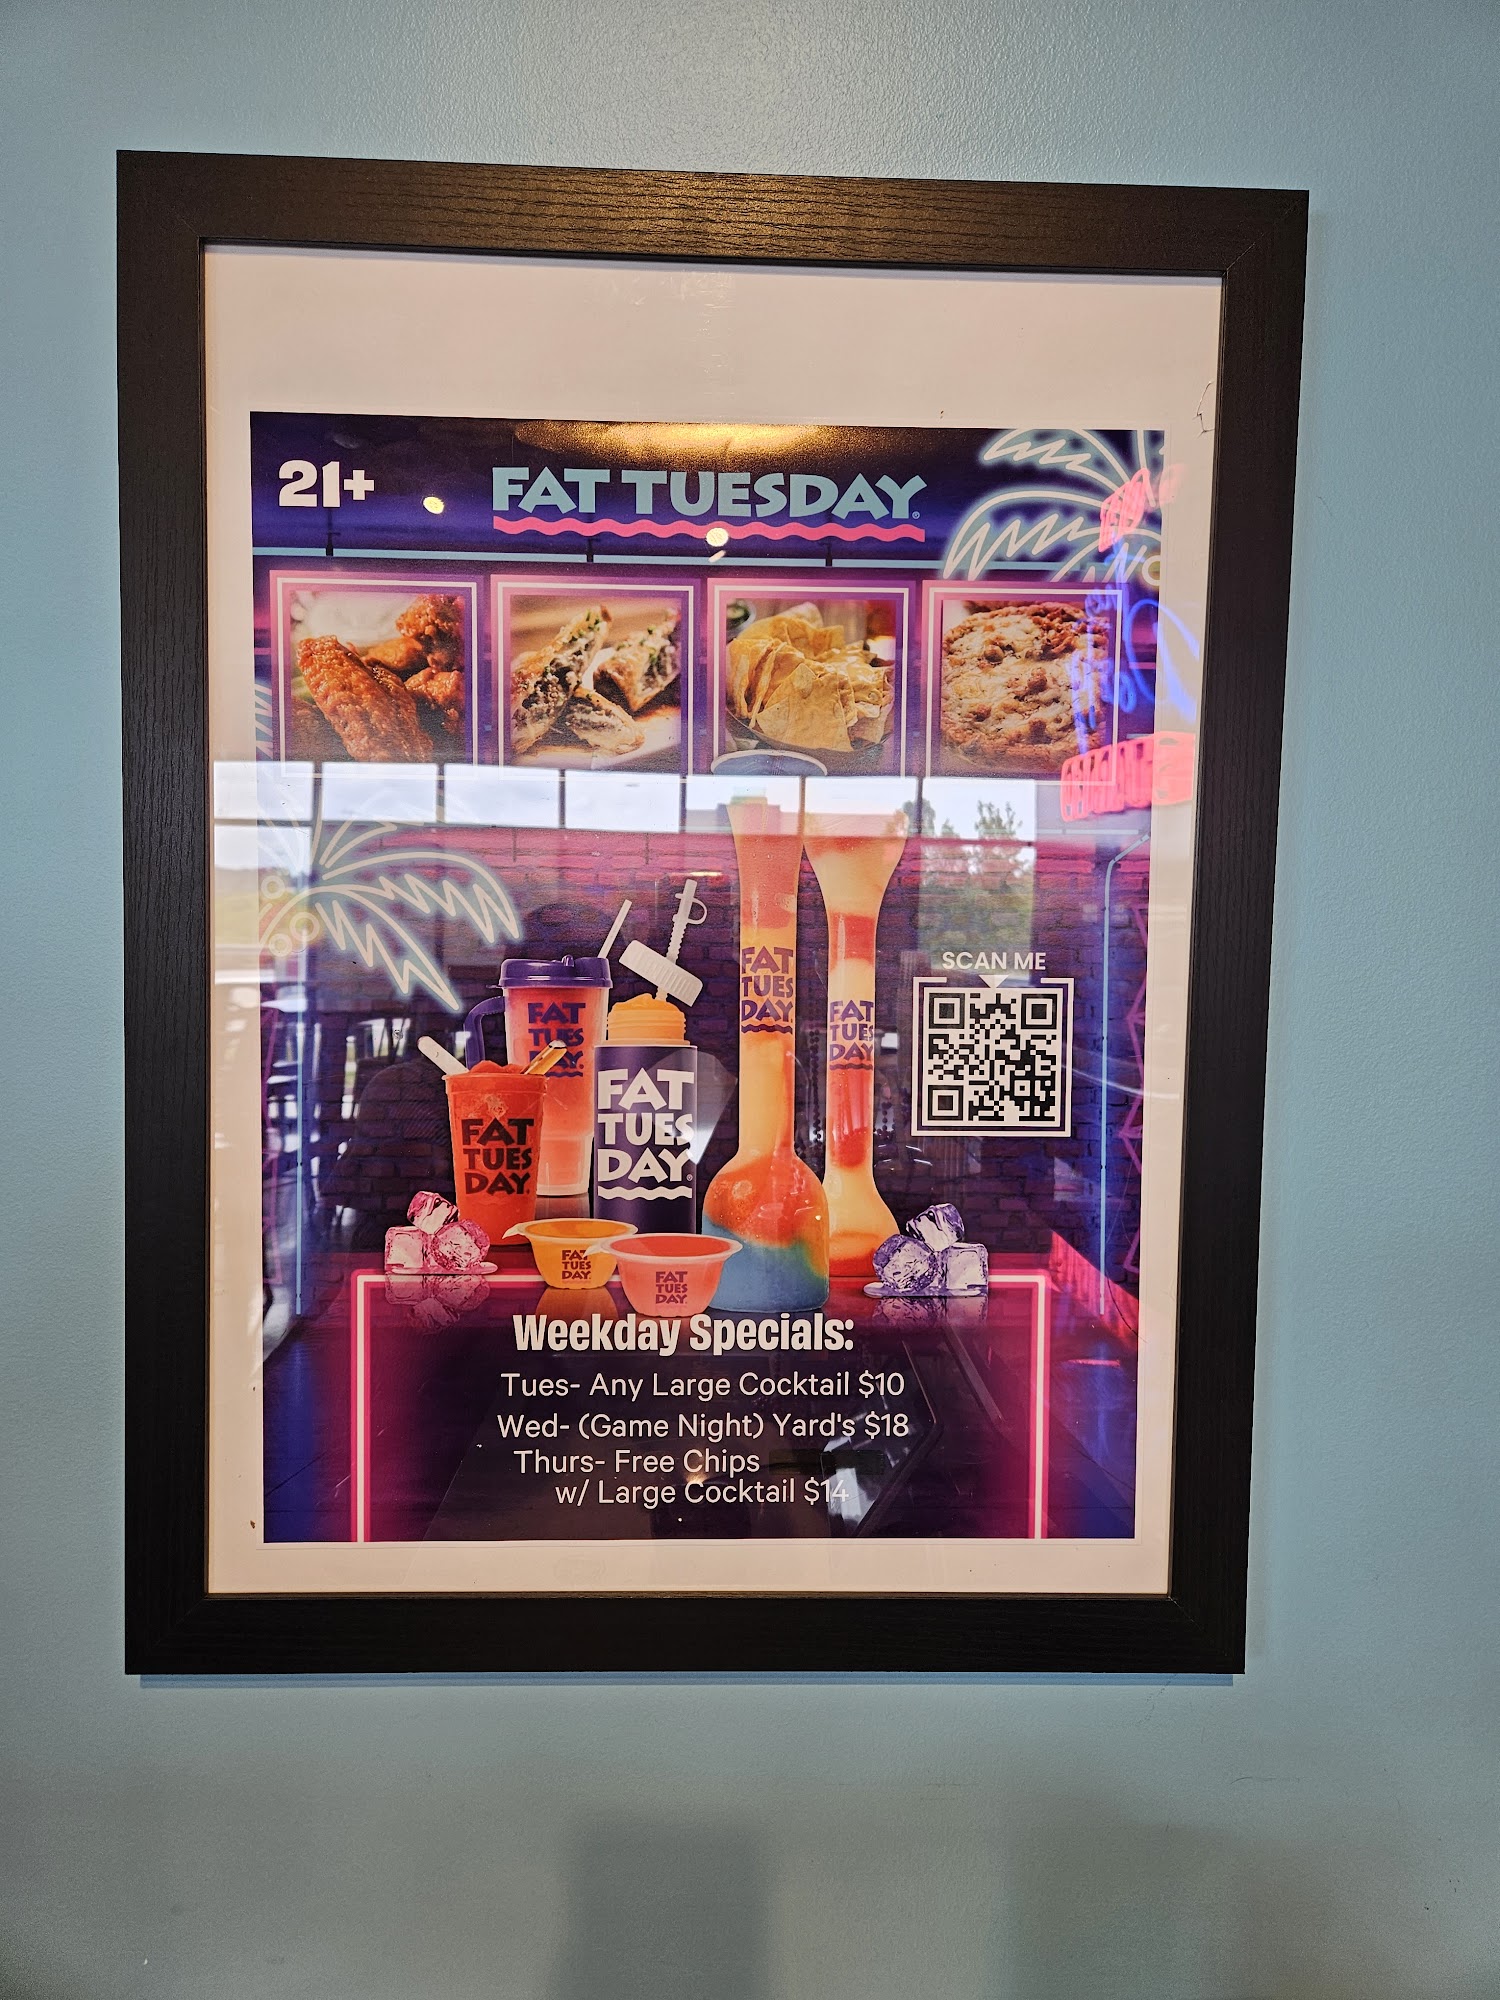 21+
FAT TUESDAY®
SCAN ME
FAT
TUES
DAY
FAT
TUES
DAY
FAT
TUES
DAY.
FAT
TUES
DAY®
FAT
TUES
DAY.
FAT
TUES
DAY.
FAT
TUES
DAY.
Weekday Specials:
Tues- Any Large Cocktail $10
Wed- (Game Night) Yard's $18
Thurs- Free Chips
w/ Large Cocktail $14